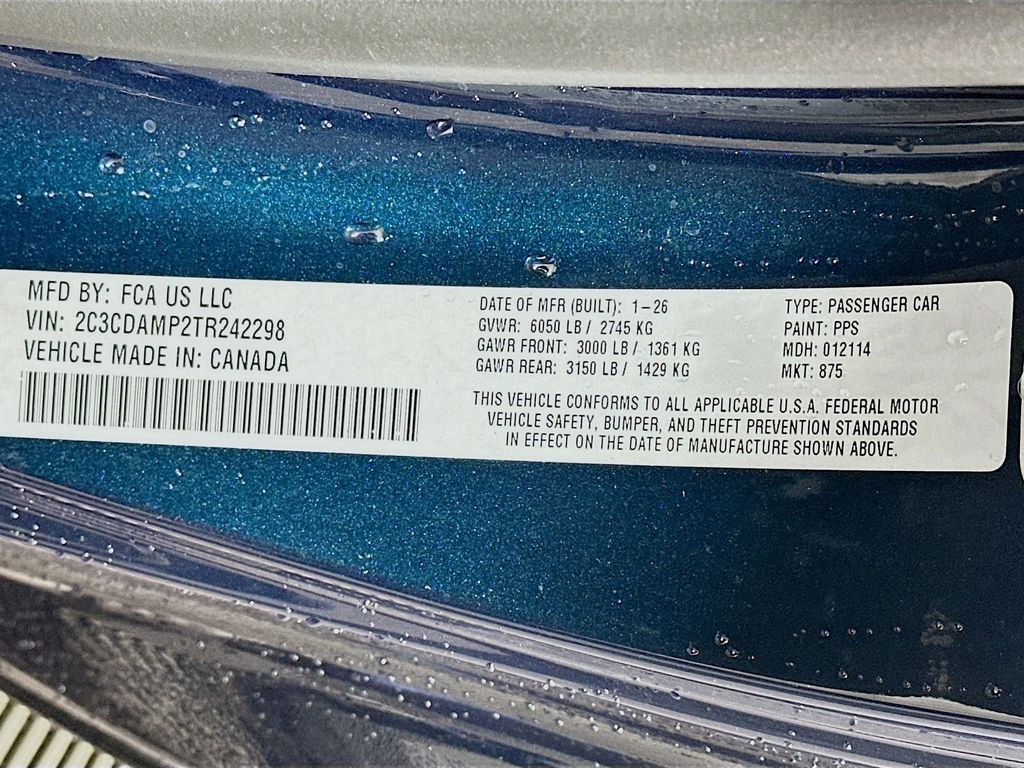 MFD BY: FCA US LLC
VIN: 2C3CDAMP2TR242298
VEHICLE MADE IN: CANADA
DATE OF MFR (BUILT): 1-26
GVWR: 6050 LB / 2745 KG
GAWR FRONT: 3000 LB / 1361 KG
GAWR REAR: 3150 LB / 1429 KG
TYPE: PASSENGER CAR
PAINT: PPS
MDH: 012114
MKT: 875
THIS VEHICLE CONFORMS TO ALL APPLICABLE U.S.A. FEDERAL MOTOR
VEHICLE SAFETY, BUMPER, AND THEFT PREVENTION STANDARDS
IN EFFECT ON THE DATE OF MANUFACTURE SHOWN ABOVE.